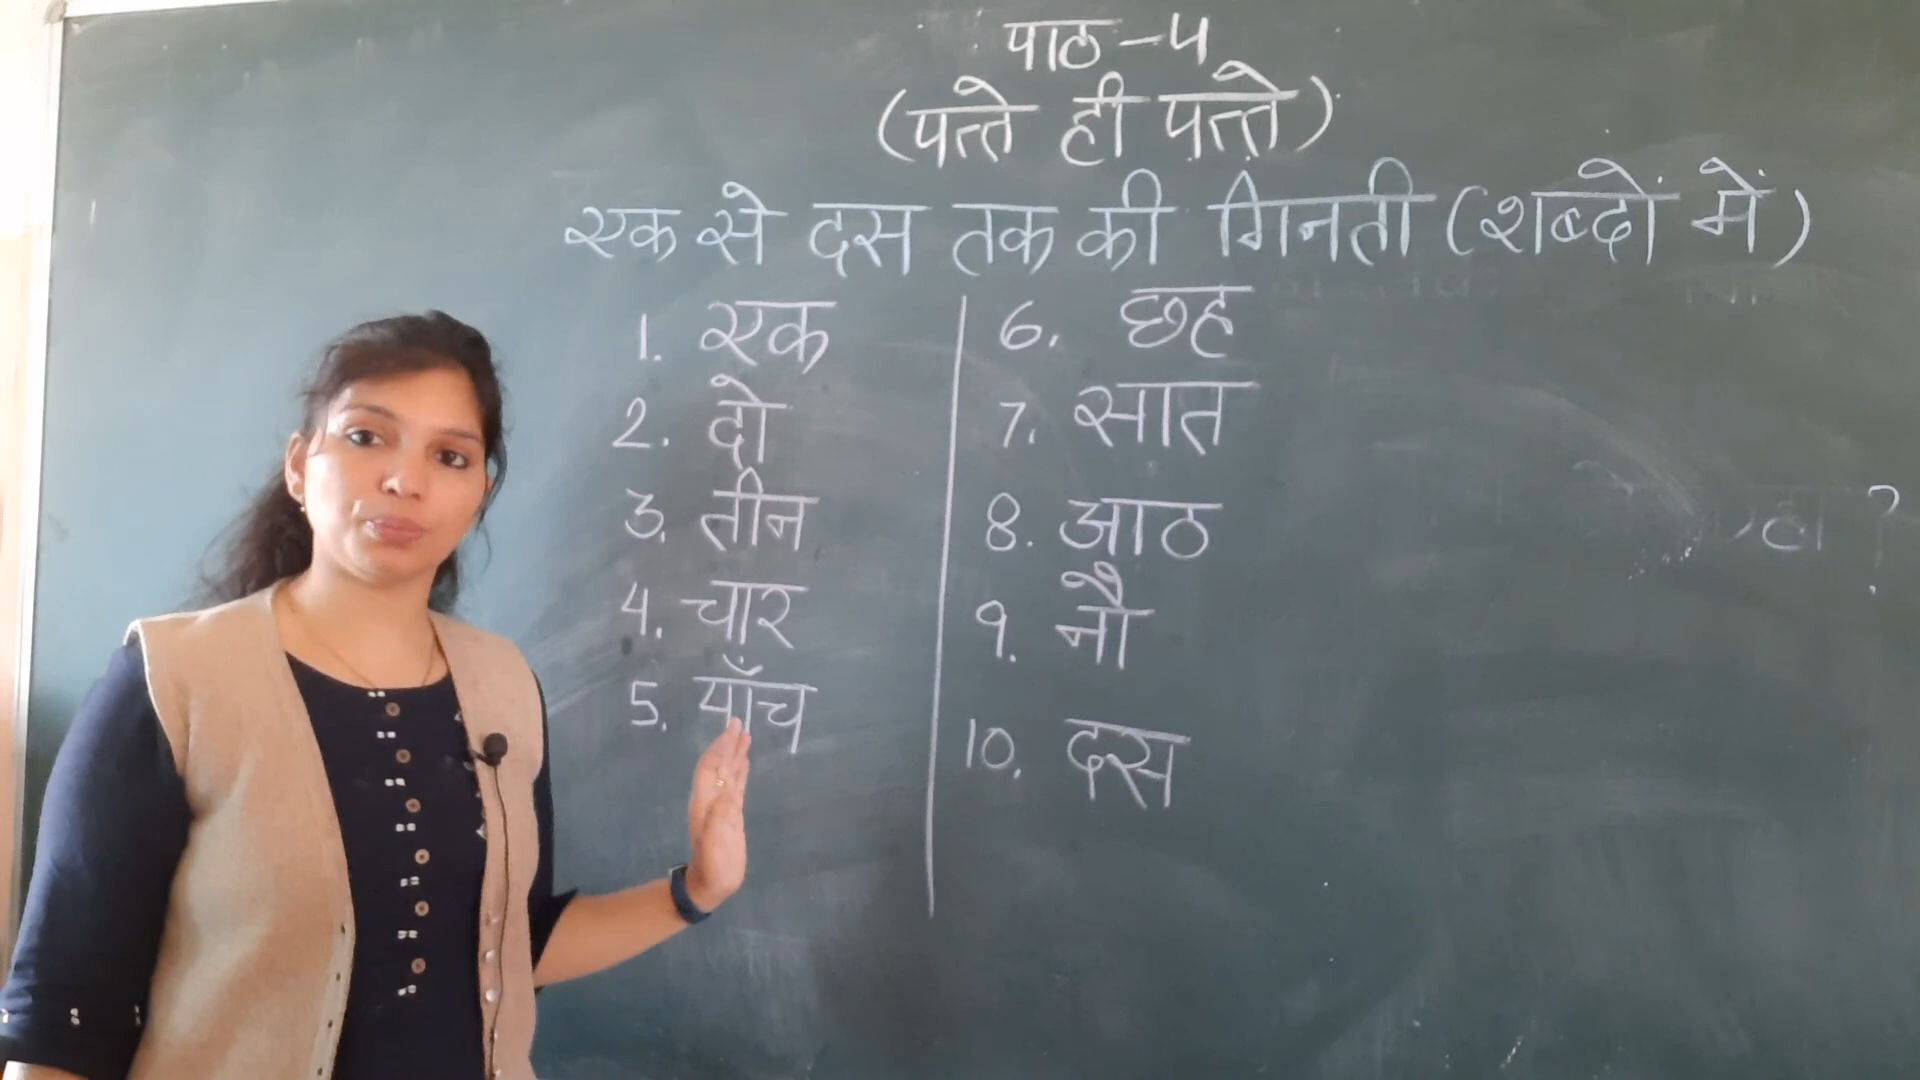 पाठ-५
(पत्ते ही पत्ते)
एक से दस तक की गिनती (शब्दों में)
1. एक
2. दो
3. तीन
4. चार
5. पाँच
6. छह
7. सात
8. आठ
9. नौ
10. दस
?